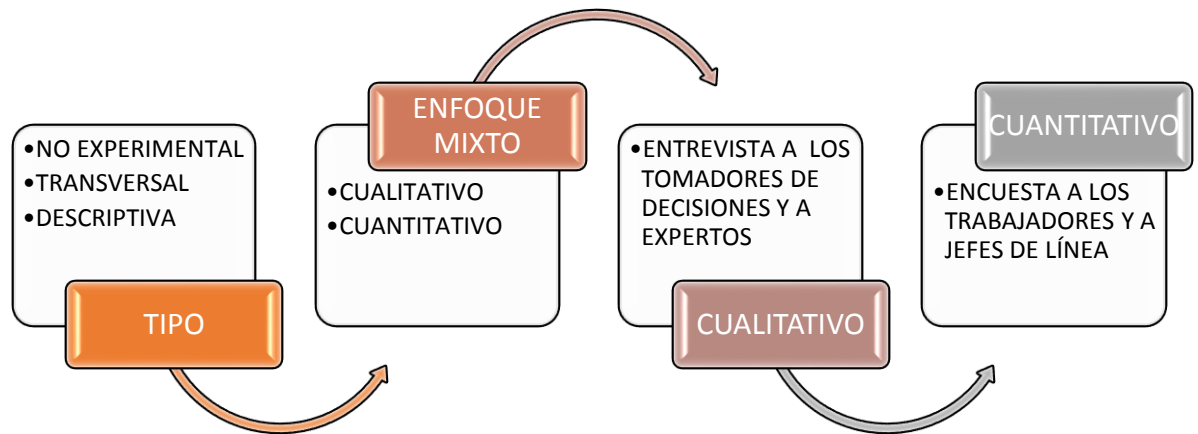 •NO EXPERIMENTAL
•TRANSVERSAL
•DESCRIPTIVA
TIPO
ENFOQUE
MIXTO
•CUALITATIVO
•CUANTITATIVO
•ENTREVISTA A LOS
TOMADORES DE
DECISIONES Y A
EXPERTOS
CUALITATIVO
CUANTITATIVO
•ENCUESTA A LOS
TRABAJADORES Y A
JEFES DE LÍNEA